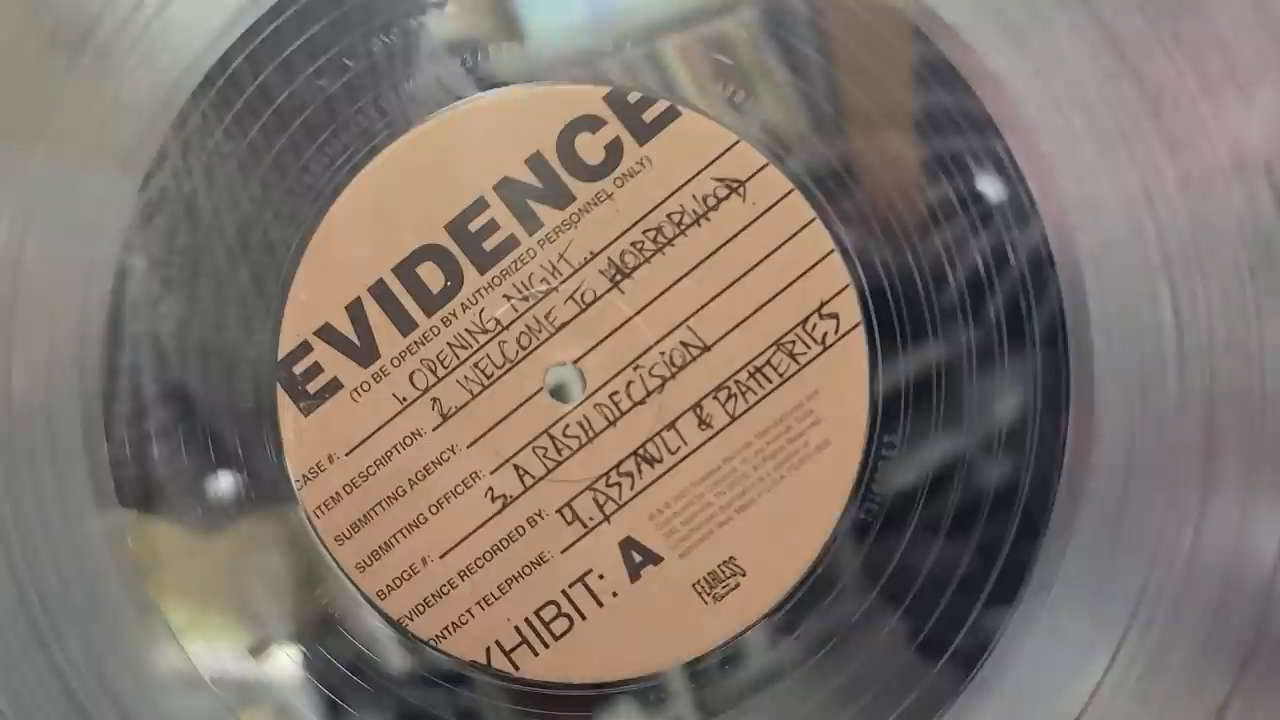 EVIDENCE
(TO BE OPENED BY AUTHORIZED PERSONNEL ONLY)
1. OPENING NIGHT...
CASE #:
2. WELCOME TO HORRORWOOD
ITEM DESCRIPTION:
SUBMITTING AGENCY:
SUBMITTING OFFICER:
3. A RASH DECISION
BADGE #:
EVIDENCE RECORDED BY:
4. ASSAULT & BATTERIES
CONTACT TELEPHONE:
EXHIBIT: A
FEARLESS